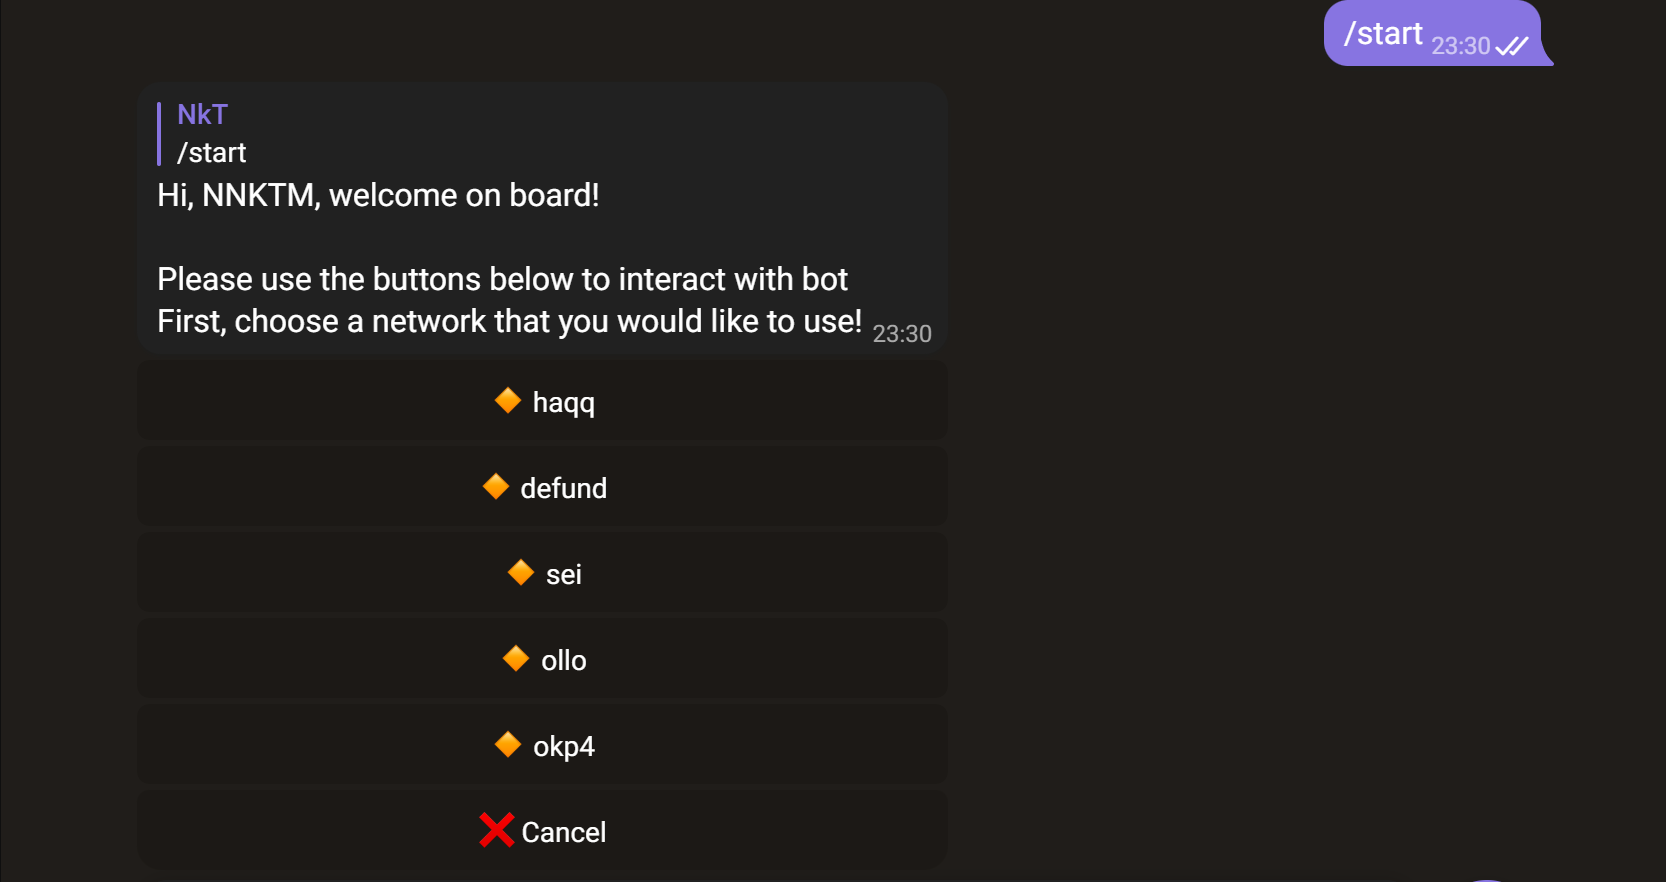 /start 23:30
NkT
/start
Hi, NNKTM, welcome on board!
Please use the buttons below to interact with bot
First, choose a network that you would like to use! 23:30
🔶 haqq
🔶 defund
🔶 sei
🔶 ollo
🔶 okp4
❌ Cancel